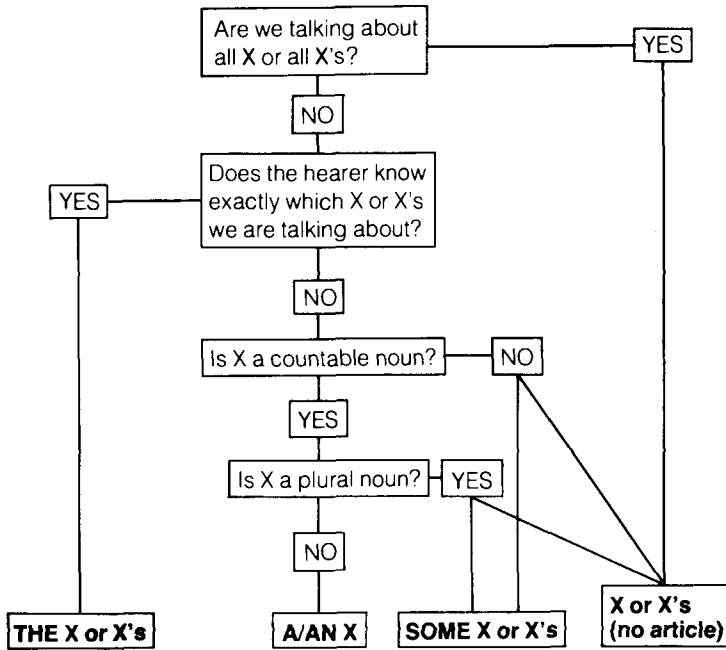 Are we talking about
all X or all X's?
YES
NO
Does the hearer know
exactly which X or X's
we are talking about?
YES
NO
Is X a countable noun?
NO
YES
Is X a plural noun?
YES
NO
THE X or X's
A/AN X
SOME X or X's
X or X's
(no article)